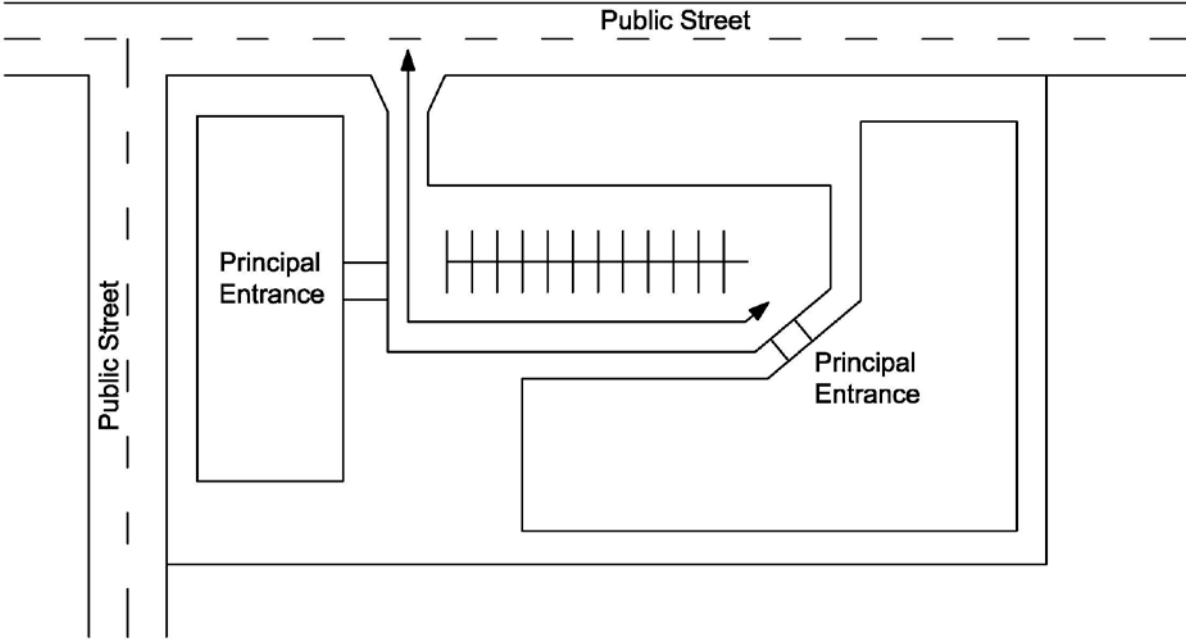 Public Street
Principal
Entrance
Public Street
Principal
Entrance